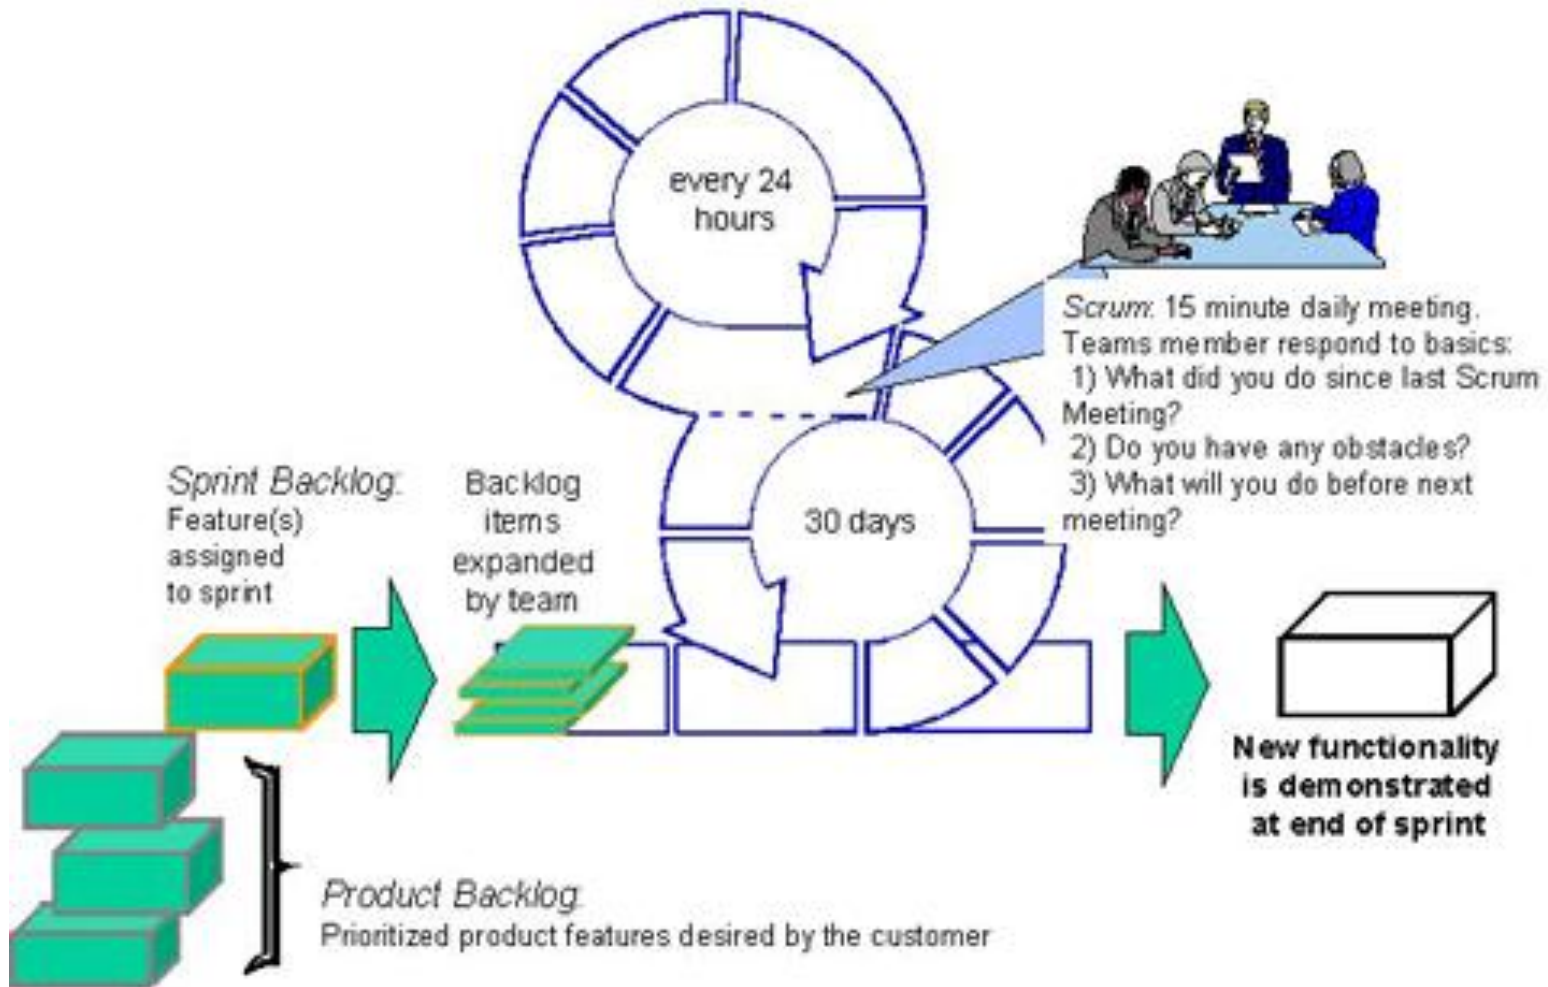 every 24
hours
Scrum: 15 minute daily meeting.
Teams member respond to basics:
1) What did you do since last Scrum
Meeting?
2) Do you have any obstacles?
3) What will you do before next
meeting?
30 days
Sprint Backlog:
Feature(s)
assigned
to sprint
Backlog
items
expanded
by team
New functionality
is demonstrated
at end of sprint
Product Backlog:
Prioritized product features desired by the customer